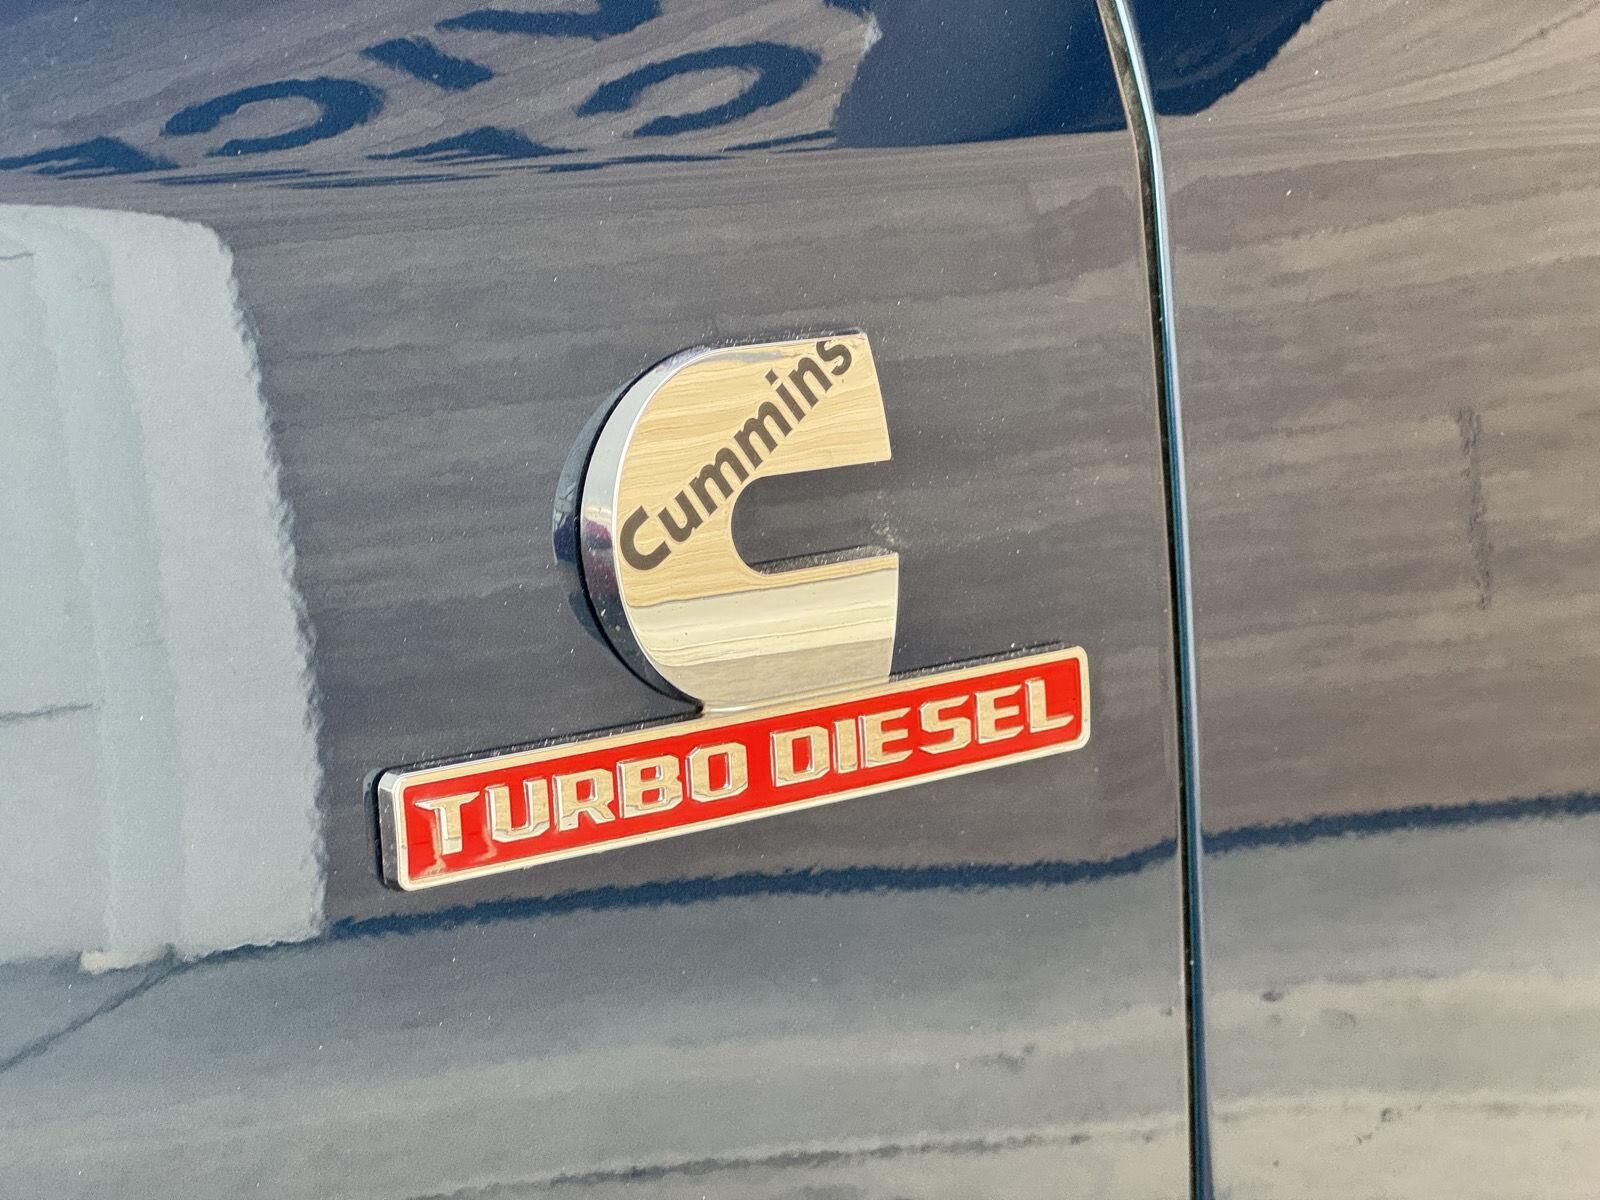 Cummins
TURBO DIESEL